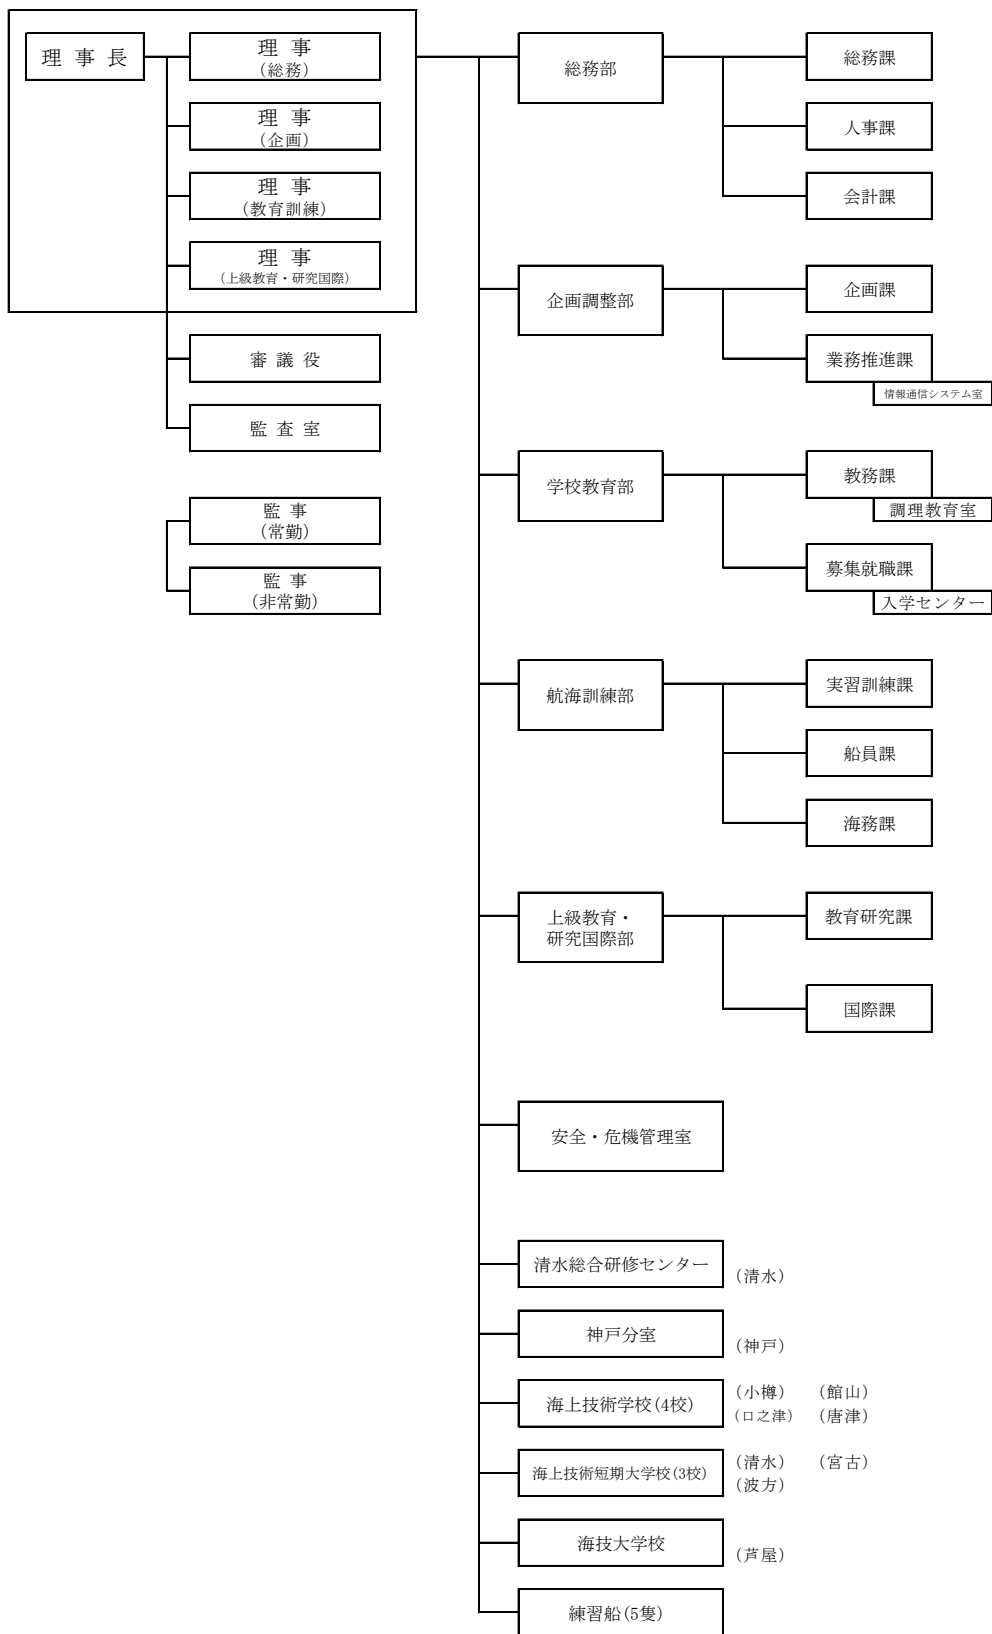 理 事 長
理 事
(総務)
理 事
(企画)
理 事
(教育訓練)
理 事
(上級教育・研究国際)
審 議 役
監 査 室
監 事
(常勤)
監 事
(非常勤)
総務部
総務課
人事課
会計課
企画調整部
企画課
業務推進課
情報通信システム室
学校教育部
教務課
調理教育室
募集就職課
入学センター
航海訓練部
実習訓練課
船員課
海務課
上級教育・
研究国際部
教育研究課
国際課
安全・危機管理室
清水総合研修センター
(清水)
神戸分室
(神戸)
海上技術学校(4校)
(小樽) (館山)
(口之津) (唐津)
海上技術短期大学校(3校)
(清水) (宮古)
(波方)
海技大学校
(芦屋)
練習船(5隻)